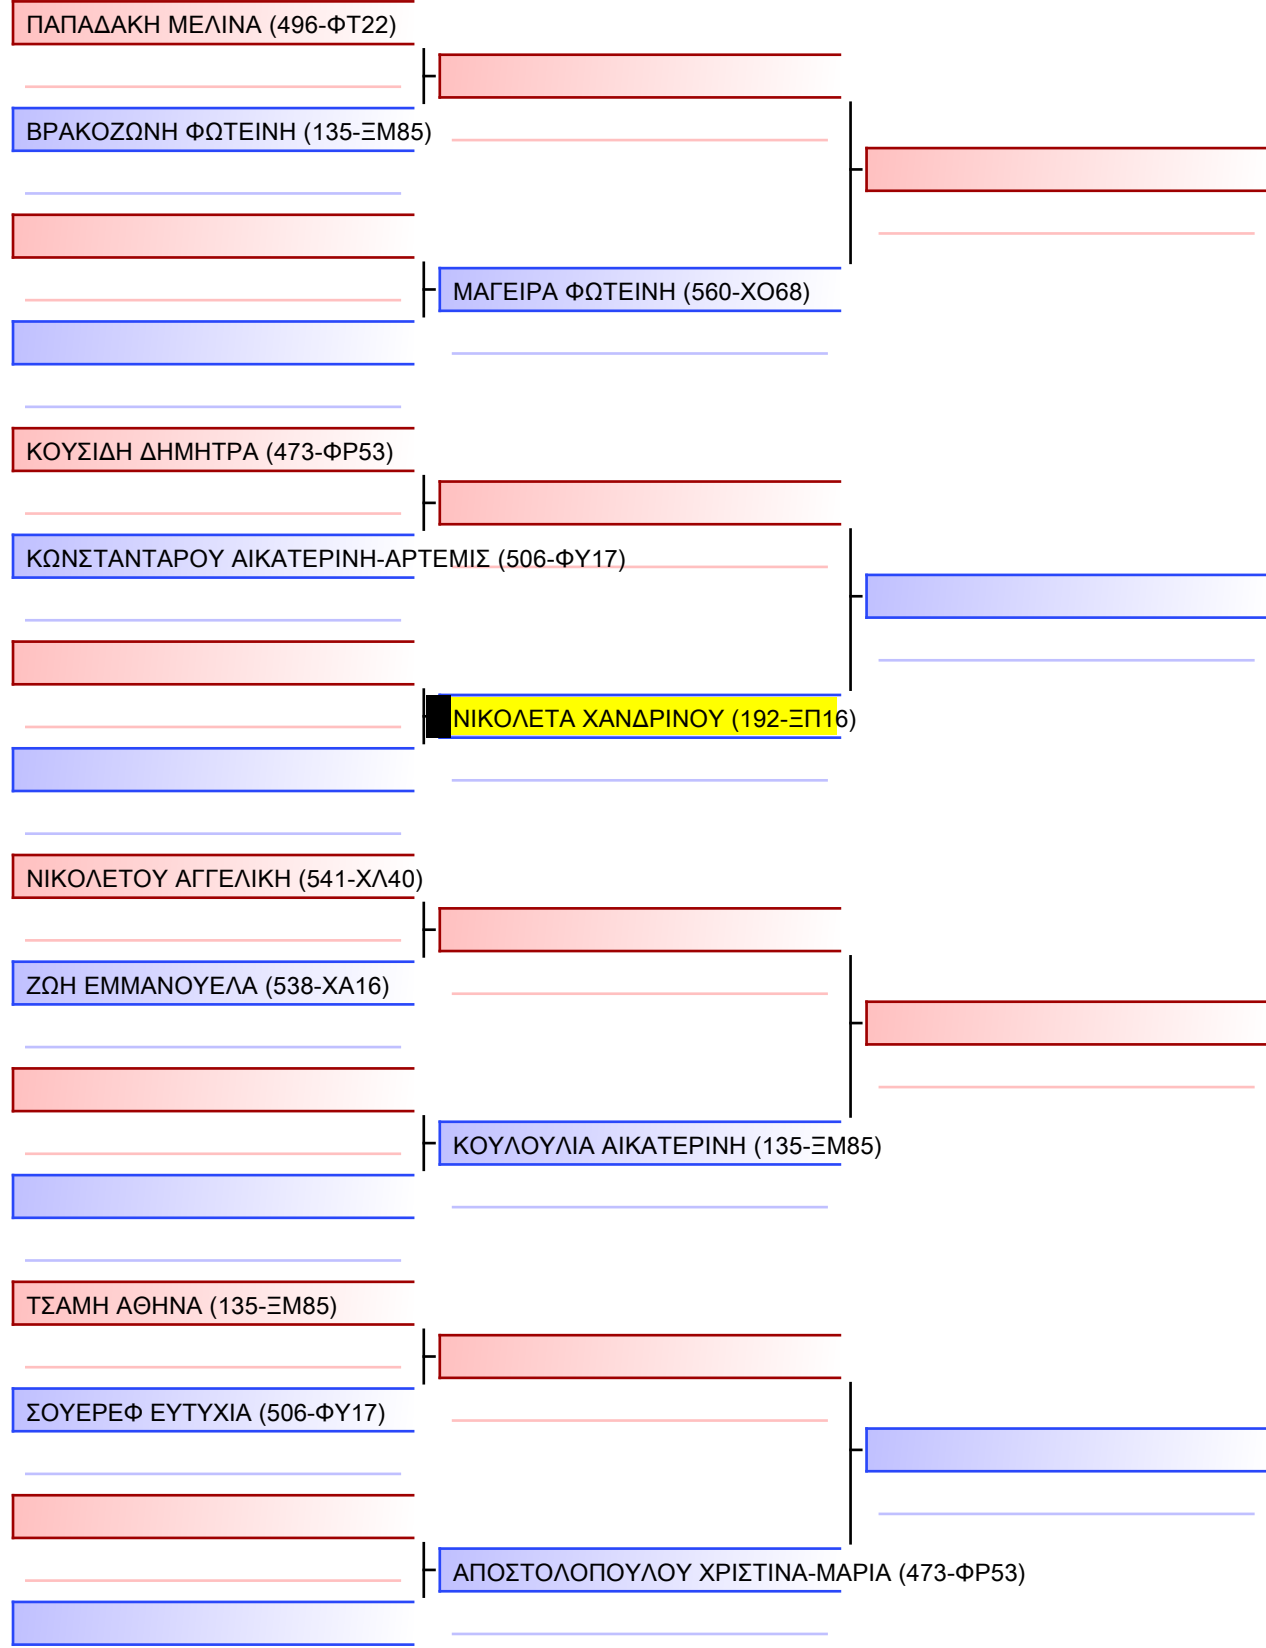 ΠΑΠΑΔΑΚΗ ΜΕΛΙΝΑ (496-ΦΤ22)
ΒΡΑΚΟΖΩΝΗ ΦΩΤΕΙΝΗ (135-ΞΜ85)
ΜΑΓΕΙΡΑ ΦΩΤΕΙΝΗ (560-ΧΟ68)
ΚΟΥΣΙΔΗ ΔΗΜΗΤΡΑ (473-ΦΡ53)
ΚΩΝΣΤΑΝΤΑΡΟΥ ΑΙΚΑΤΕΡΙΝΗ-ΑΡΤΕΜΙΣ (506-ΦΥ17)
ΝΙΚΟΛΕΤΑ ΧΑΝΔΡΙΝΟΥ (192-ΞΠ16)
ΝΙΚΟΛΕΤΟΥ ΑΓΓΕΛΙΚΗ (541-ΧΛ40)
ΖΩΗ ΕΜΜΑΝΟΥΕΛΑ (538-ΧΑ16)
ΚΟΥΛΟΥΛΙΑ ΑΙΚΑΤΕΡΙΝΗ (135-ΞΜ85)
ΤΣΑΜΗ ΑΘΗΝΑ (135-ΞΜ85)
ΣΟΥΕΡΕΦ ΕΥΤΥΧΙΑ (506-ΦΥ17)
ΑΠΟΣΤΟΛΟΠΟΥΛΟΥ ΧΡΙΣΤΙΝΑ-ΜΑΡΙΑ (473-ΦΡ53)